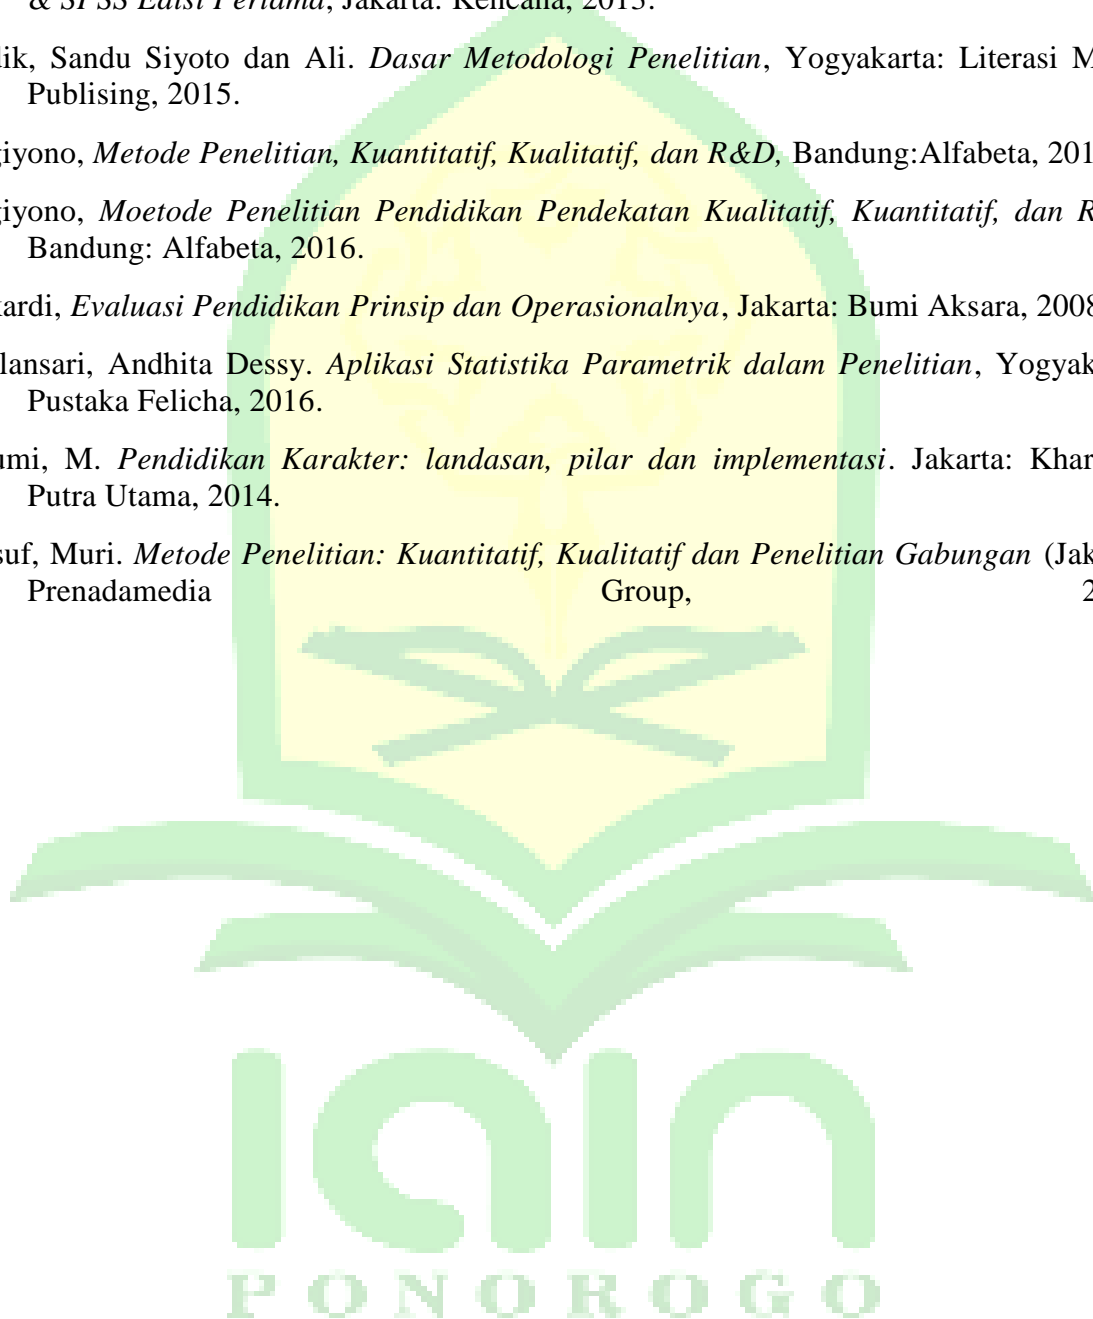 & SPSS Edisi Pertama, Jakarta: Kencana, 2013.
dik, Sandu Siyoto dan Ali. Dasar Metodologi Penelitian, Yogyakarta: Literasi M
Publising, 2015.
giyono, Metode Penelitian, Kuantitatif, Kualitatif, dan R&D, Bandung:Alfabeta, 201
giyono, Moetode Penelitian Pendidikan Pendekatan Kualitatif, Kuantitatif, dan R
Bandung: Alfabeta, 2016.
kardi, Evaluasi Pendidikan Prinsip dan Operasionalnya, Jakarta: Bumi Aksara, 2008
lansari, Andhita Dessy. Aplikasi Statistika Parametrik dalam Penelitian, Yogyak
Pustaka Felicha, 2016.
umi, M. Pendidikan Karakter: landasan, pilar dan implementasi. Jakarta: Khar
Putra Utama, 2014.
suf, Muri. Metode Penelitian: Kuantitatif, Kualitatif dan Penelitian Gabungan (Jak
Prenadamedia Group, 2
iain
PONOROGO